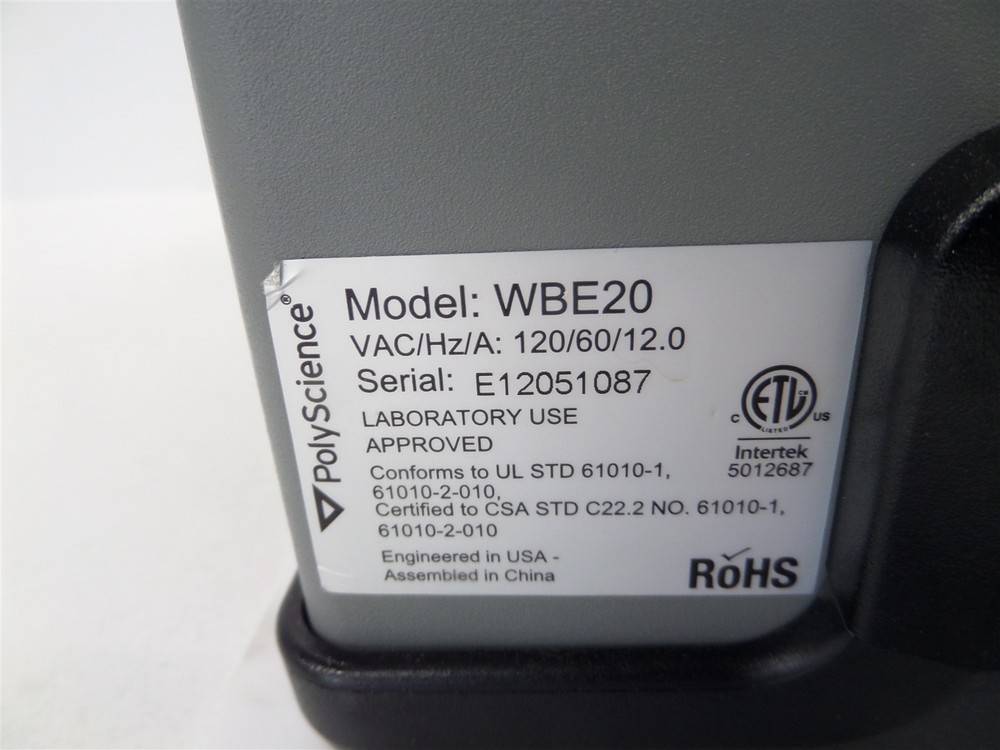 PolyScience®
Model: WBE20
VAC/Hz/A: 120/60/12.0
Serial: E12051087
LABORATORY USE
APPROVED
Conforms to UL STD 61010-1,
61010-2-010,
Certified to CSA STD C22.2 NO. 61010-1,
61010-2-010
Engineered in USA -
Assembled in China
C ETL CM US
LISTED
Intertek
5012687
RoHS